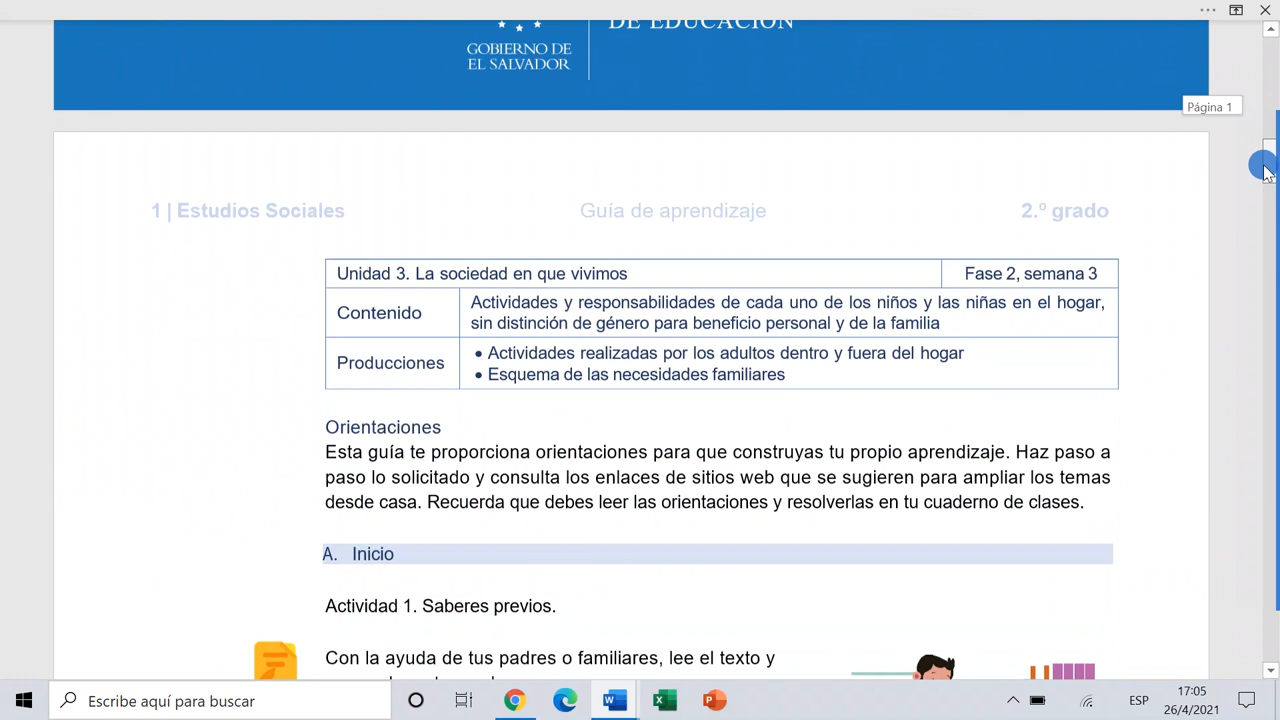 DE EDUCACIÓN
GOBIERNO DE
EL SALVADOR
Página 1
1 | Estudios Sociales
Guía de aprendizaje
2.º grado
Unidad 3. La sociedad en que vivimos
Fase 2, semana 3
Contenido
Actividades y responsabilidades de cada uno de los niños y las niñas en el hogar,
sin distinción de género para beneficio personal y de la familia
Producciones
• Actividades realizadas por los adultos dentro y fuera del hogar
• Esquema de las necesidades familiares
Orientaciones
Esta guía te proporciona orientaciones para que construyas tu propio aprendizaje. Haz paso a
paso lo solicitado y consulta los enlaces de sitios web que se sugieren para ampliar los temas
desde casa. Recuerda que debes leer las orientaciones y resolverlas en tu cuaderno de clases.
A. Inicio
Actividad 1. Saberes previos.
Con la ayuda de tus padres o familiares, lee el texto y
Escribe aquí para buscar
ESP
17:05
26/4/2021